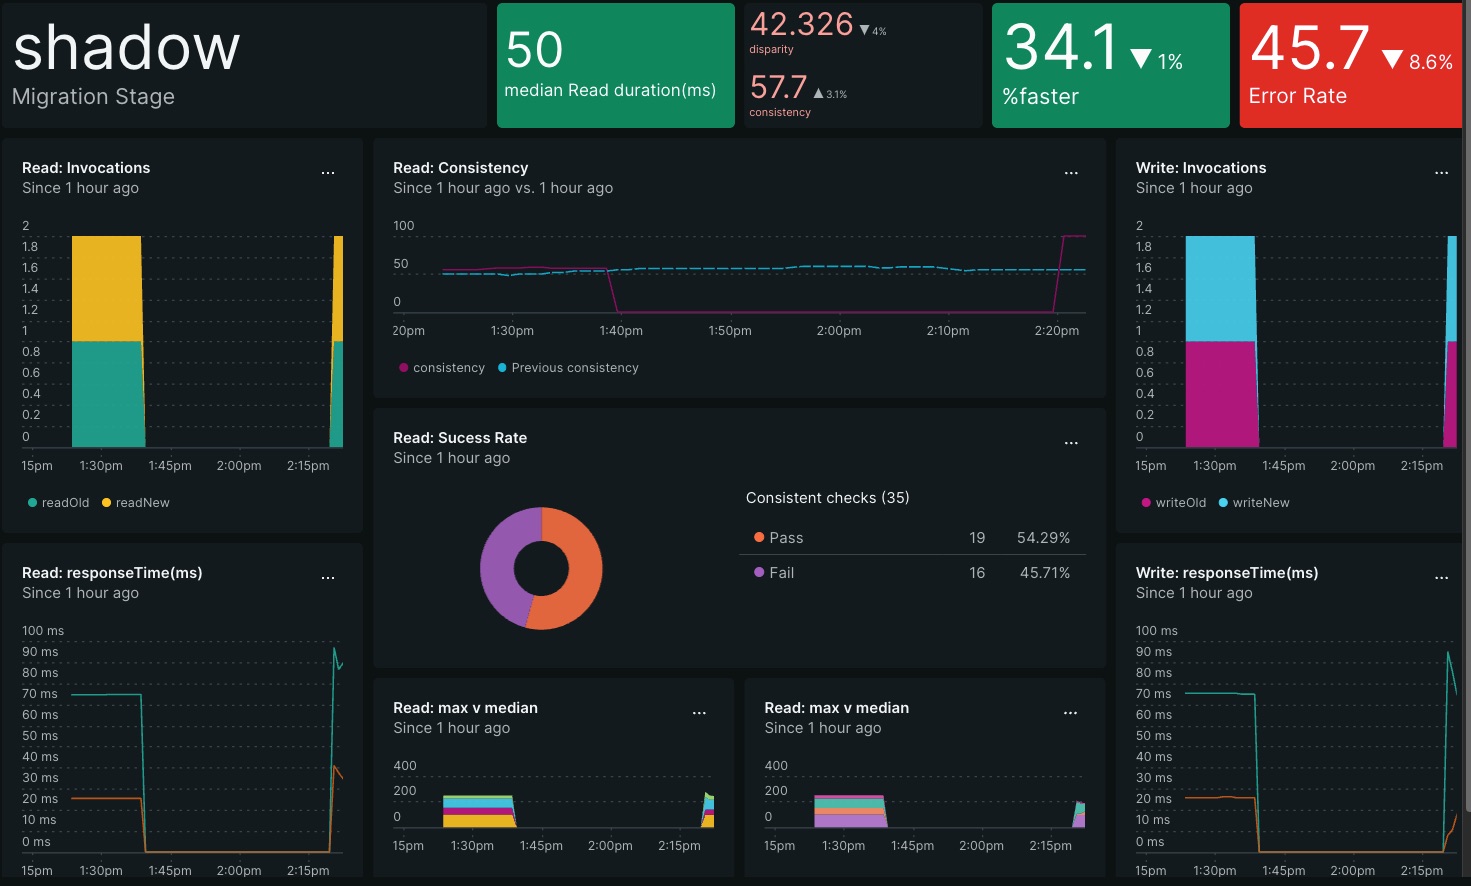 shadow
Migration Stage
50
median Read duration(ms)
42.326 ▼4%
disparity
57.7 ▲3.1%
consistency
34.1 ▼ 1%
%faster
45.7 ▼ 8.6%
Error Rate
Read: Invocations
...
Since 1 hour ago
2
1.8
1.6
1.4
1.2
1
0.8
0.6
0.4
0.2
0
15pm 1:30pm 1:45pm 2:00pm 2:15pm
readOld readNew
Read: Consistency
...
Since 1 hour ago vs. 1 hour ago
100
50
0
20pm 1:30pm 1:40pm 1:50pm 2:00pm 2:10pm 2:20pm
consistency Previous consistency
Write: Invocations
...
Since 1 hour ago
2
1.8
1.6
1.4
1.2
1
0.8
0.6
0.4
0.2
0
15pm 1:30pm 1:45pm 2:00pm 2:15pm
writeOld writeNew
Read: Sucess Rate
...
Since 1 hour ago
Consistent checks (35)
Pass 19 54.29%
Fail 16 45.71%
Read: responseTime(ms)
...
Since 1 hour ago
100 ms
90 ms
80 ms
70 ms
60 ms
50 ms
40 ms
30 ms
20 ms
10 ms
0 ms
15pm 1:30pm 1:45pm 2:00pm 2:15pm
Read: max v median
...
Since 1 hour ago
400
200
0
15pm 1:30pm 1:45pm 2:00pm 2:15pm
Read: max v median
...
Since 1 hour ago
400
200
0
15pm 1:30pm 1:45pm 2:00pm 2:15pm
Write: responseTime(ms)
...
Since 1 hour ago
100 ms
90 ms
80 ms
70 ms
60 ms
50 ms
40 ms
30 ms
20 ms
10 ms
0 ms
15pm 1:30pm 1:45pm 2:00pm 2:15pm